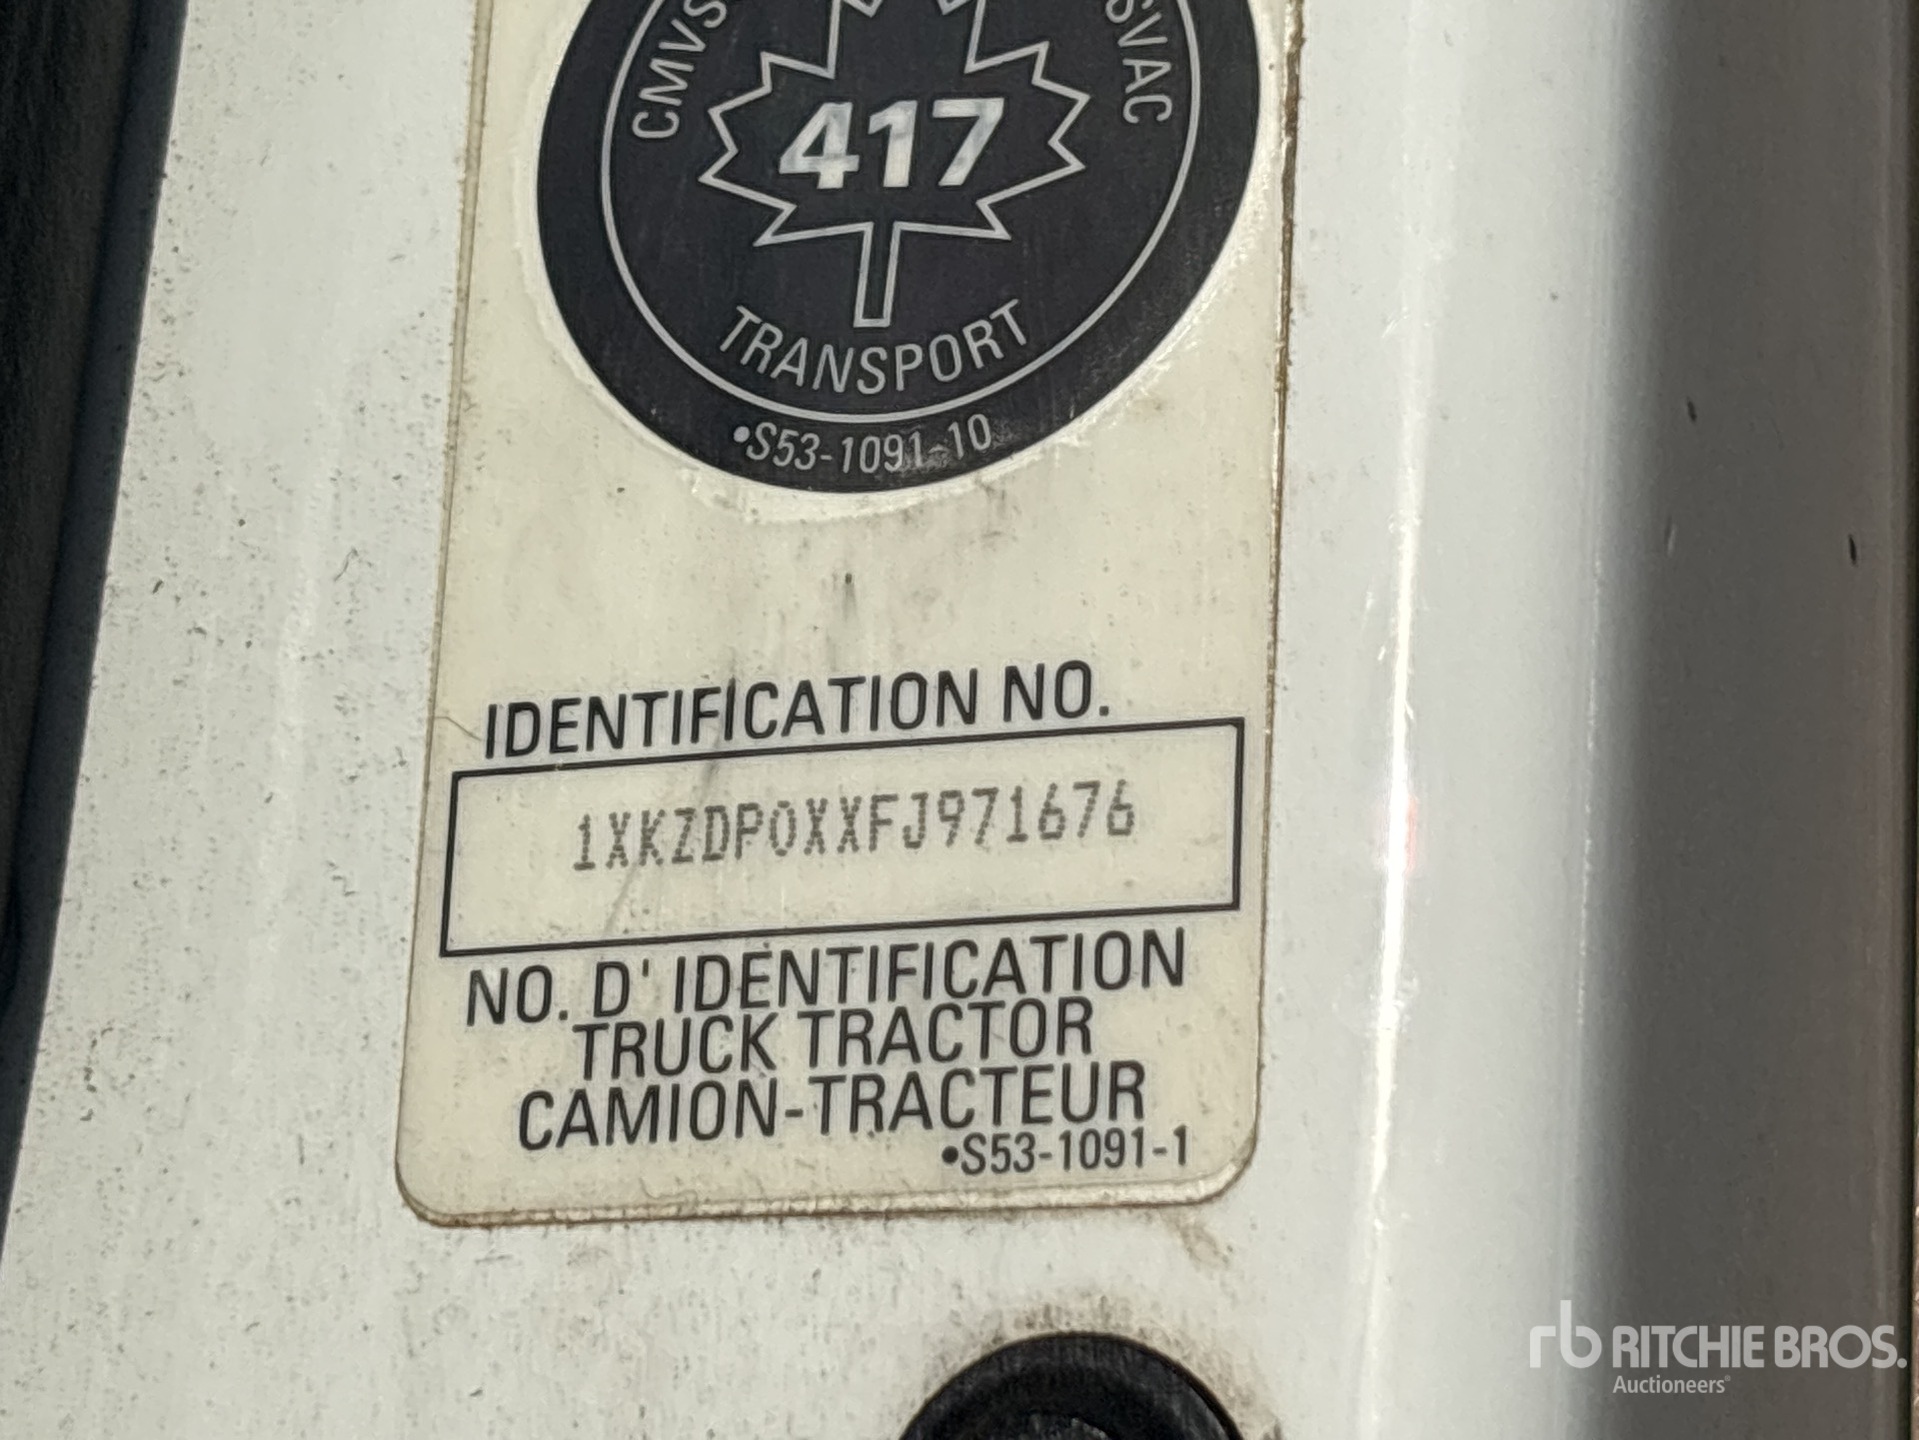 CMVS
SVAC
417
TRANSPORT
•S53-1091-10
IDENTIFICATION NO.
1XKZDP0XXFJ971676
NO. D'IDENTIFICATION
TRUCK TRACTOR
CAMION-TRACTEUR
•S53-1091-1
rb RITCHIE BROS.
Auctioneers®